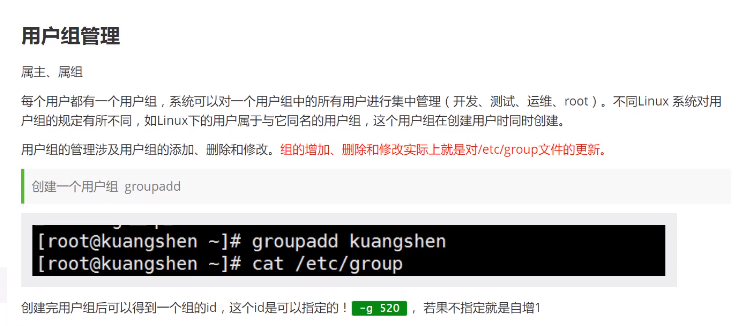 用户组管理
属主、属组
每个用户都有一个用户组，系统可以对一个用户组中的所有用户进行集中管理（开发、测试、运维、root）。不同Linux 系统对用
户组的规定有所不同，如Linux下的用户属于与它同名的用户组，这个用户组在创建用户时同时创建。
用户组的管理涉及用户组的添加、删除和修改。组的增加、删除和修改实际上就是对/etc/group文件的更新。
创建一个用户组 groupadd
[root@kuangshen ~]# groupadd kuangshen
[root@kuangshen ~]# cat /etc/group
创建完用户组后可以得到一个组的id，这个id是可以指定的！ -g 520 ，若果不指定就是自增1